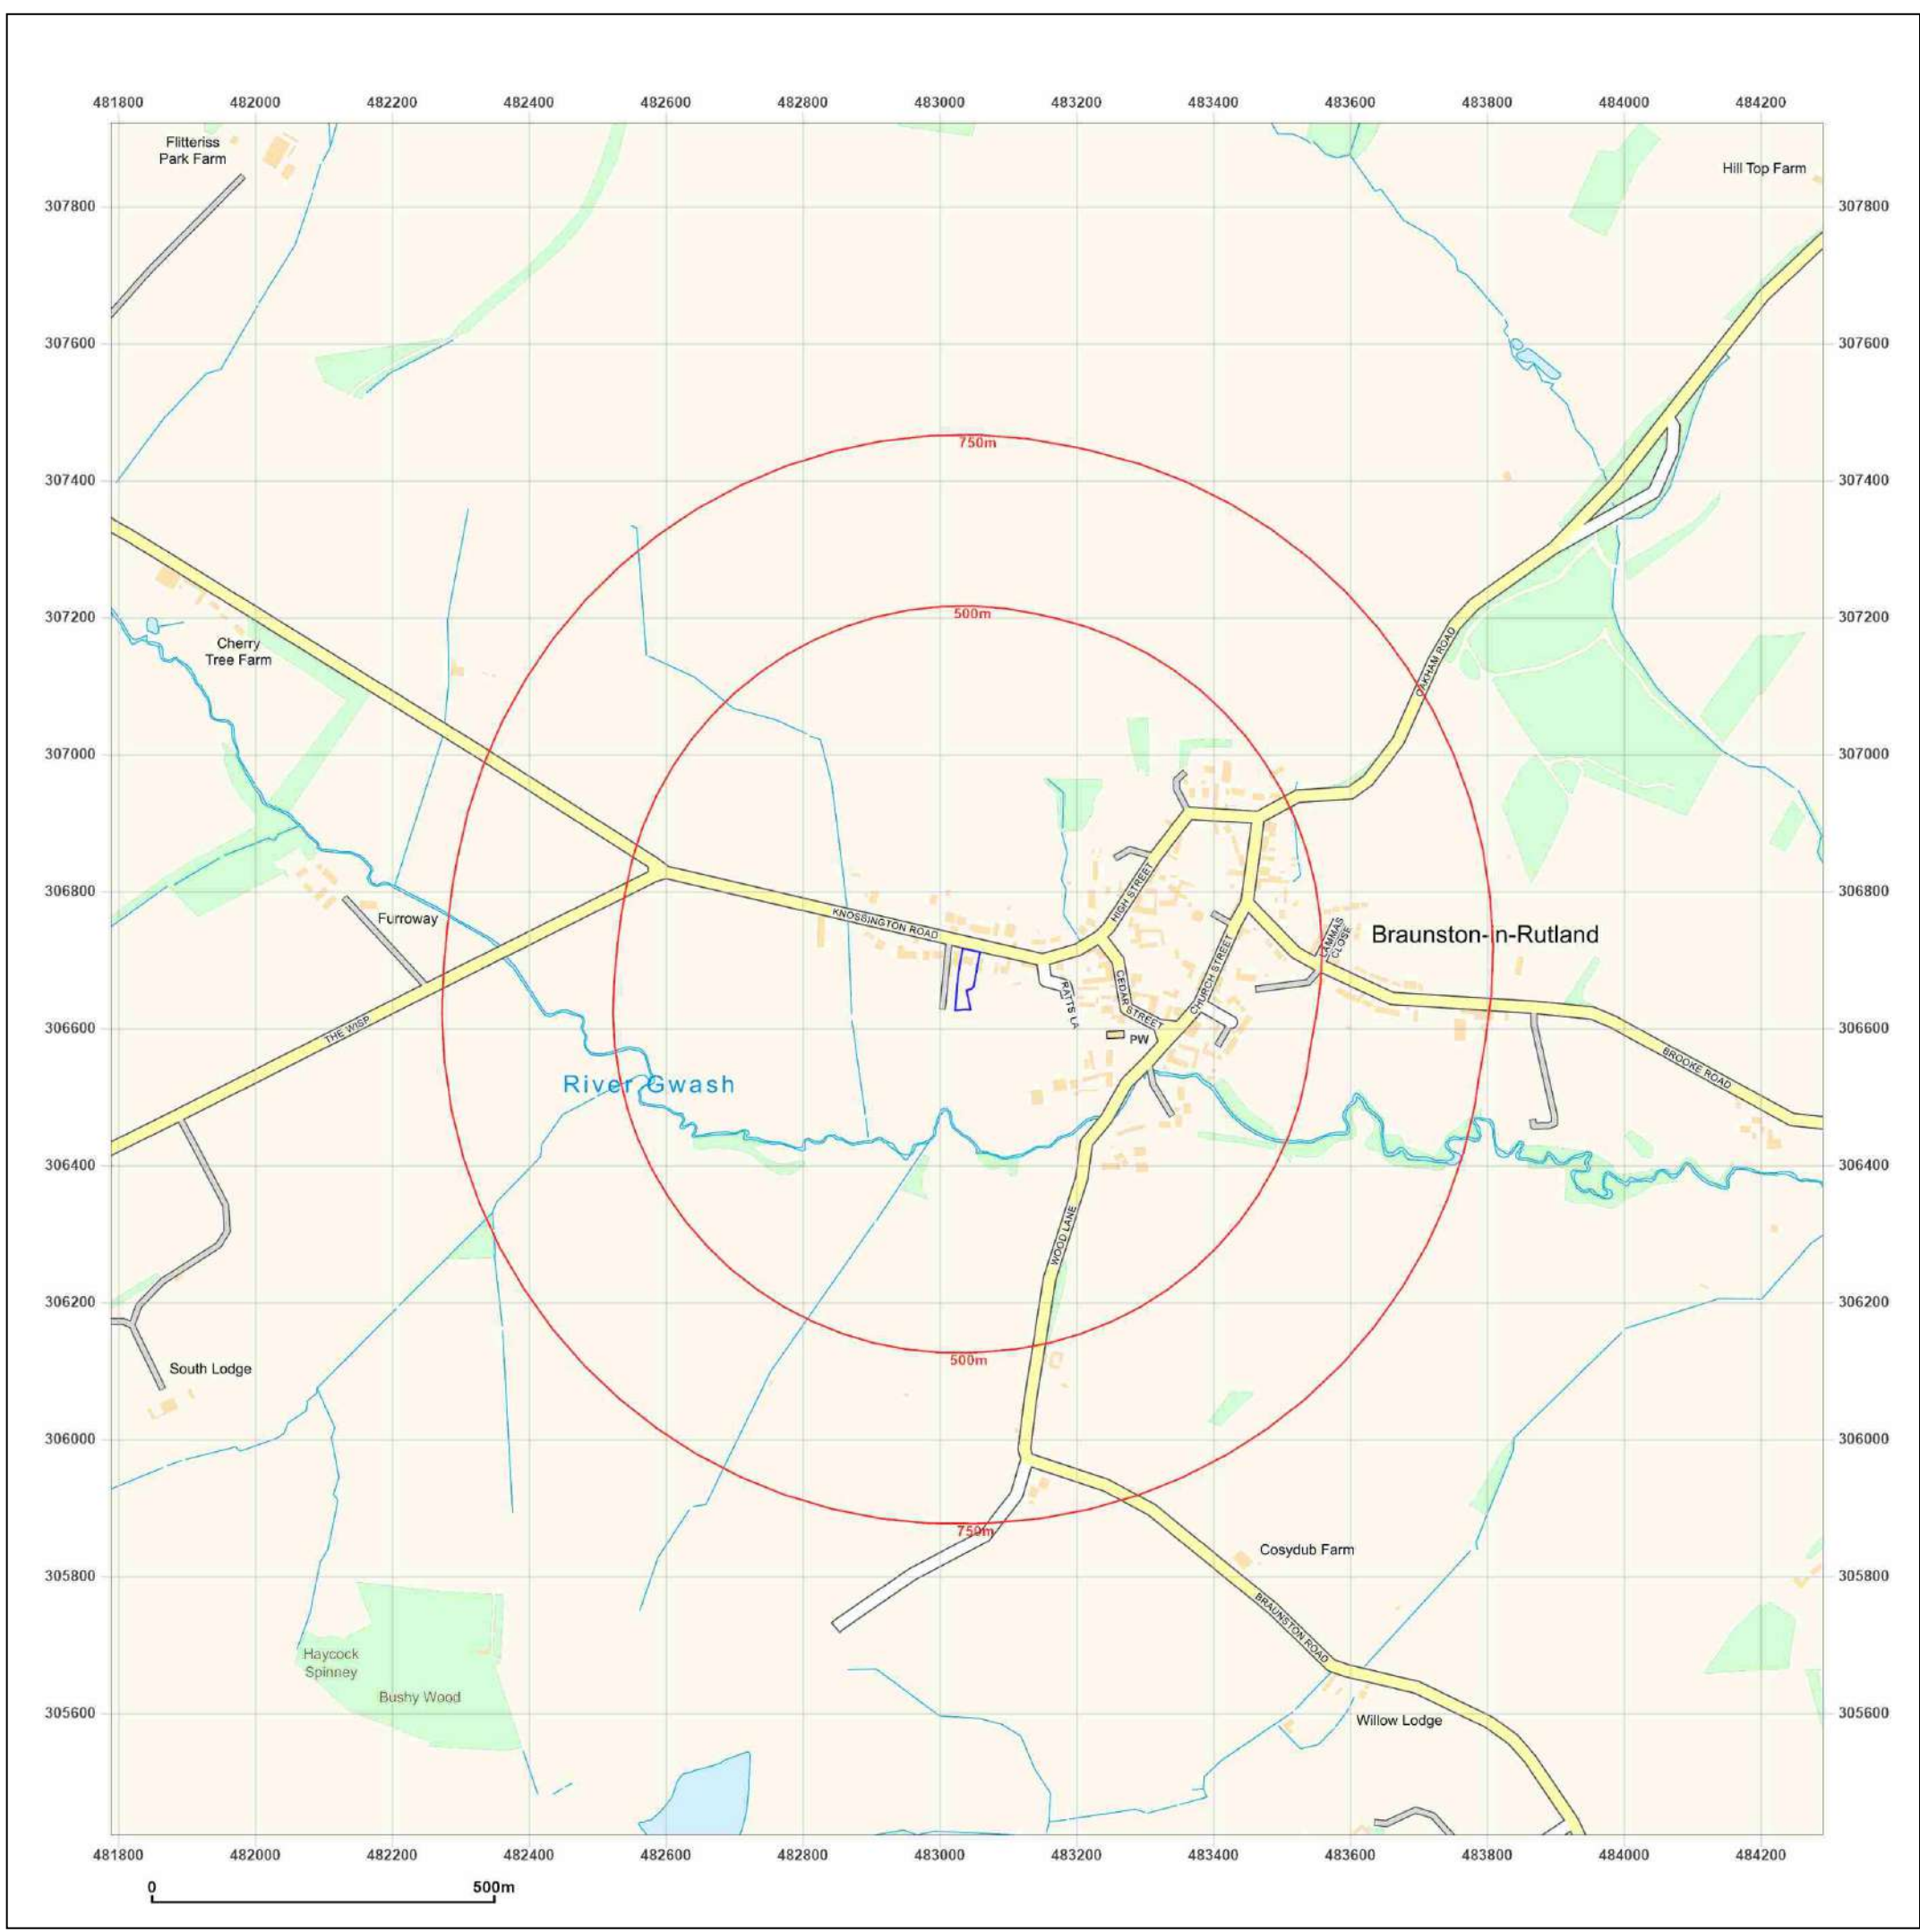 481800 482000 482200 482400 482600 482800 483000 483200 483400 483600 483800 484000 484200
Flitteriss
Park Farm
Hill Top Farm
307800 307800
307600 307600
750m
307400 307400
500m
307200 307200
Cherry
Tree Farm
OAKHAM ROAD
307000 307000
306800 306800
HIGH STREET
Furroway
KNOSSINGTON ROAD
LAMMAS
CLOSE
Braunston-in-Rutland
CHURCH STREET
CEDAR STREET
RATTS LA
306600 306600
THE WISP
PW
BROOKE ROAD
River Gwash
306400 306400
WOOD LANE
306200 306200
500m
South Lodge
306000 306000
750m
Cosydub Farm
305800 305800
BRAUNSTON ROAD
Haycock
Spinney
Bushy Wood
305600 305600
Willow Lodge
481800 482000 482200 482400 482600 482800 483000 483200 483400 483600 483800 484000 484200
0 500m